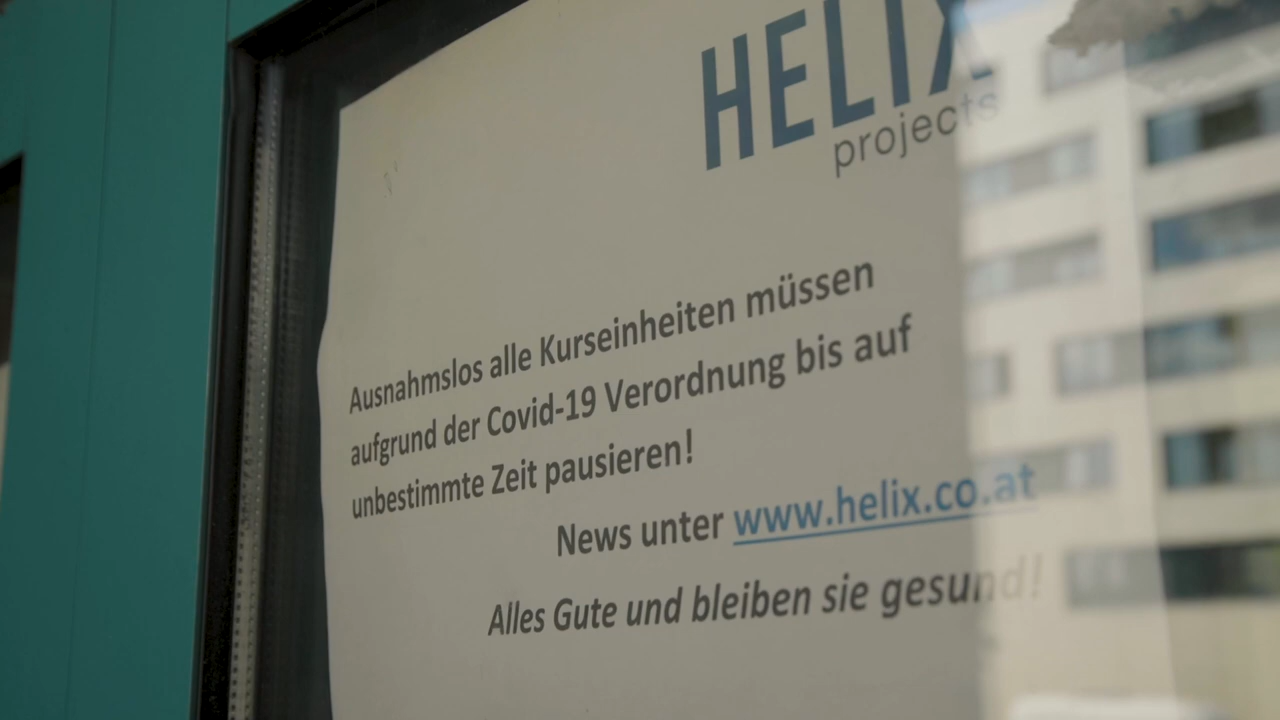 HELIX
projects
Ausnahmslos alle Kurseinheiten müssen
aufgrund der Covid-19 Verordnung bis auf
unbestimmte Zeit pausieren!
News unter www.helix.co.at
Alles Gute und bleiben sie gesund!